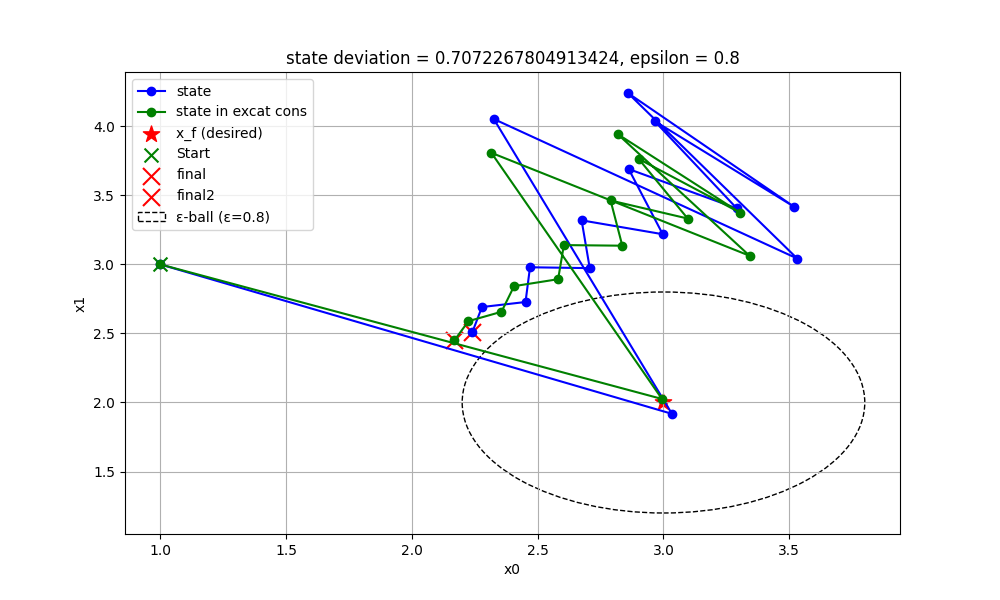 state deviation = 0.7072267804913424, epsilon = 0.8
state
state in excat cons
x_f (desired)
Start
final
final2
ε-ball (ε=0.8)
4.0
3.5
3.0
2.5
2.0
1.5
x1
1.0 1.5 2.0 2.5 3.0 3.5
x0